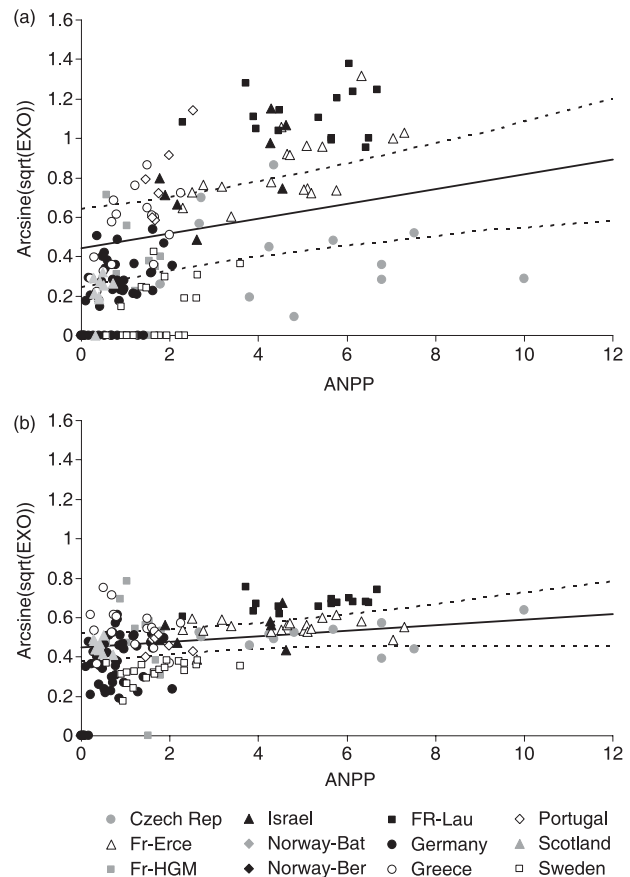 (a)
1.6
1.4
1.2
1
0.8
0.6
0.4
0.2
0
Arcsine(sqrt(EXO))
0 2 4 6 8 10 12
ANPP
(b)
1.6
1.4
1.2
1
0.8
0.6
0.4
0.2
0
Arcsine(sqrt(EXO))
0 2 4 6 8 10 12
ANPP
Czech Rep Israel FR-Lau Portugal
Fr-Erce Norway-Bat Germany Scotland
Fr-HGM Norway-Ber Greece Sweden